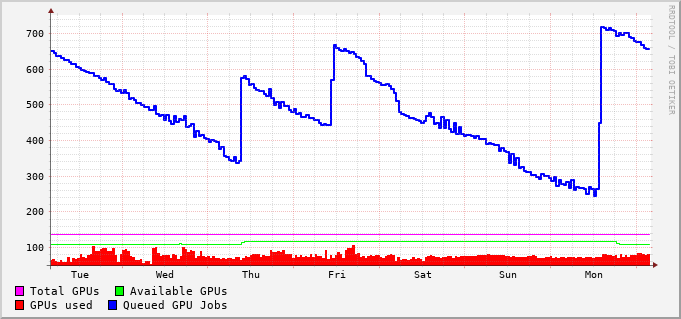 700
600
500
400
300
200
100
Tue Wed Thu Fri Sat Sun Mon
Total GPUs Available GPUs
GPUs used Queued GPU Jobs
RRDTOOL / TOBI OETIKER